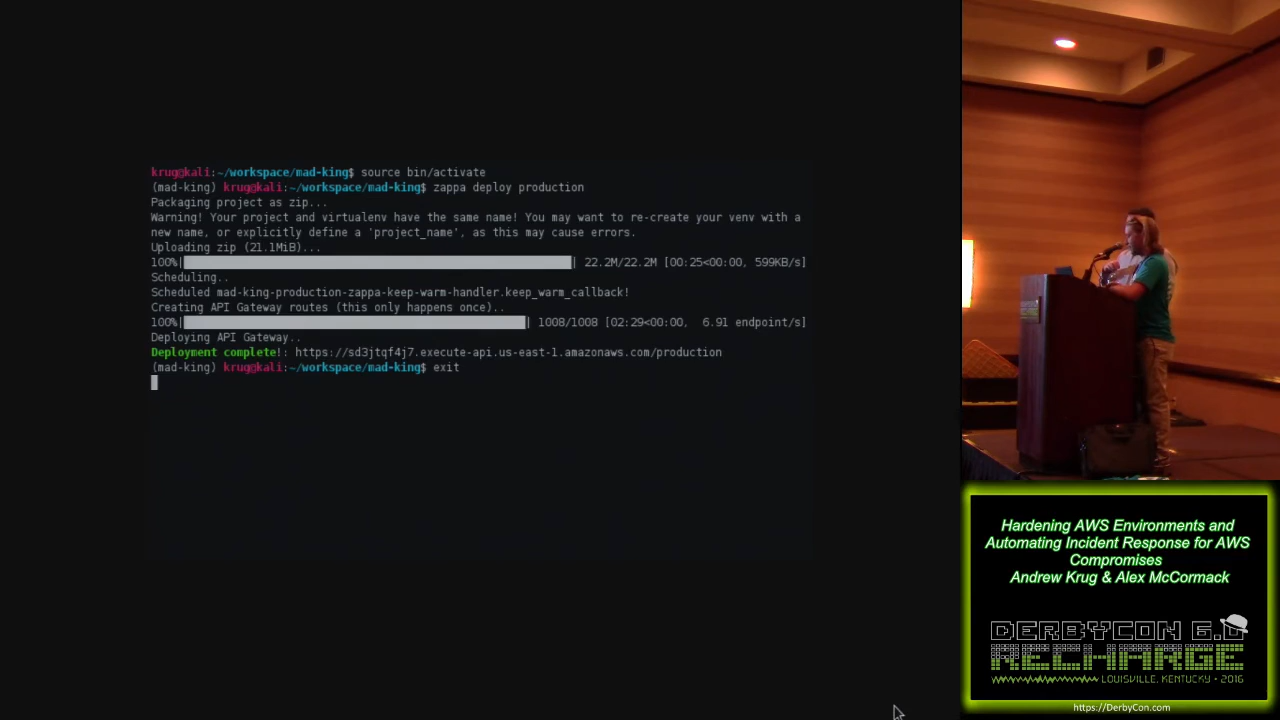 krug@kali:~/workspace/mad-king$ source bin/activate
(mad-king) krug@kali:~/workspace/mad-king$ zappa deploy production
Packaging project as zip...
Warning! Your project and virtualenv have the same name! You may want to re-create your venv with a
new name, or explicitly define a 'project_name', as this may cause errors.
Uploading zip (21.1MiB)...
100%| | 22.2M/22.2M [00:25<00:00, 599KB/s]
Scheduling..
Scheduled mad-king-production-zappa-keep-warm-handler.keep_warm_callback!
Creating API Gateway routes (this only happens once)..
100%| | 1008/1008 [02:29<00:00, 6.91 endpoint/s]
Deploying API Gateway..
Deployment complete!: https://sd3jtqf4j7.execute-api.us-east-1.amazonaws.com/production
(mad-king) krug@kali:~/workspace/mad-king$ exit
Hardening AWS Environments and
Automating Incident Response for AWS
Compromises
Andrew Krug & Alex McCormack
DERBYCON 6.0
RECHARGE
LOUISVILLE, KENTUCKY • 2016
https://DerbyCon.com